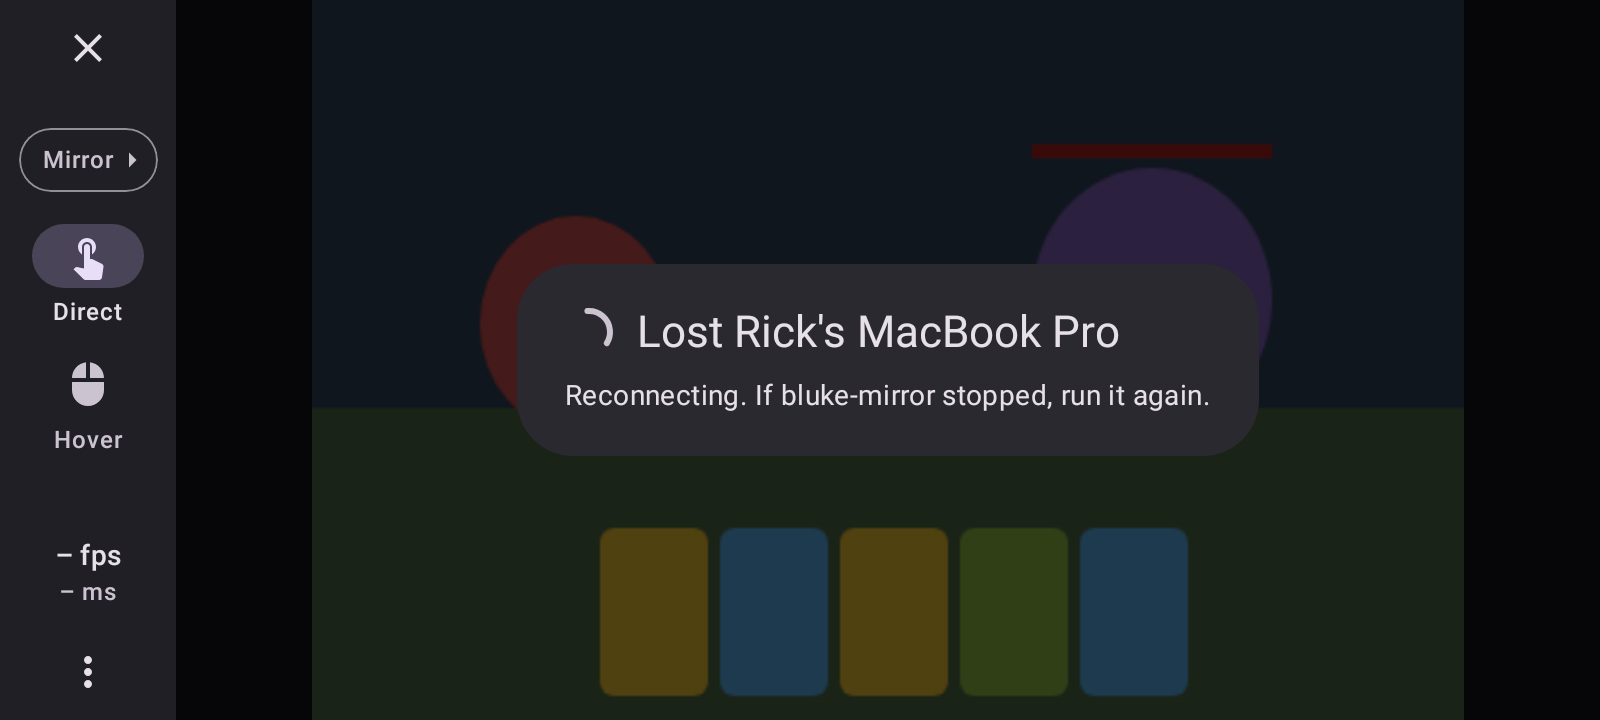 Mirror
Direct
Hover
– fps
– ms
Lost Rick's MacBook Pro
Reconnecting. If bluke-mirror stopped, run it again.